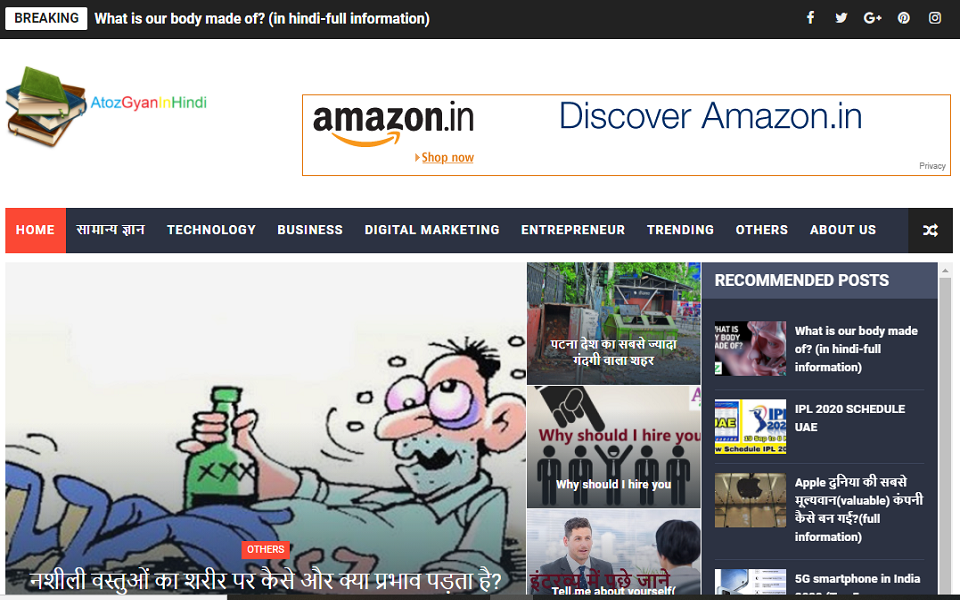 BREAKING What is our body made of? (in hindi-full information)
AtozGyanInHindi
amazon.in
Shop now
Discover Amazon.in
Privacy
HOME सामान्य ज्ञान TECHNOLOGY BUSINESS DIGITAL MARKETING ENTREPRENEUR TRENDING OTHERS ABOUT US
XXX
OTHERS
नशीली वस्तुओं का शरीर पर कैसे और क्या प्रभाव पड़ता है?
पटना देश का सबसे ज्यादा
गंदगी वाला शहर
Why should I hire you
Why should I hire you
इंटरव्यू में पूछे जाने
Tell me about yourself(
RECOMMENDED POSTS
What is our body made
of? (in hindi-full
information)
IPL 2020 SCHEDULE
UAE
UAE
IPL
Apple दुनिया की सबसे
मूल्यवान(valuable) कंपनी
कैसे बन गई?(full
information)
5G smartphone in India